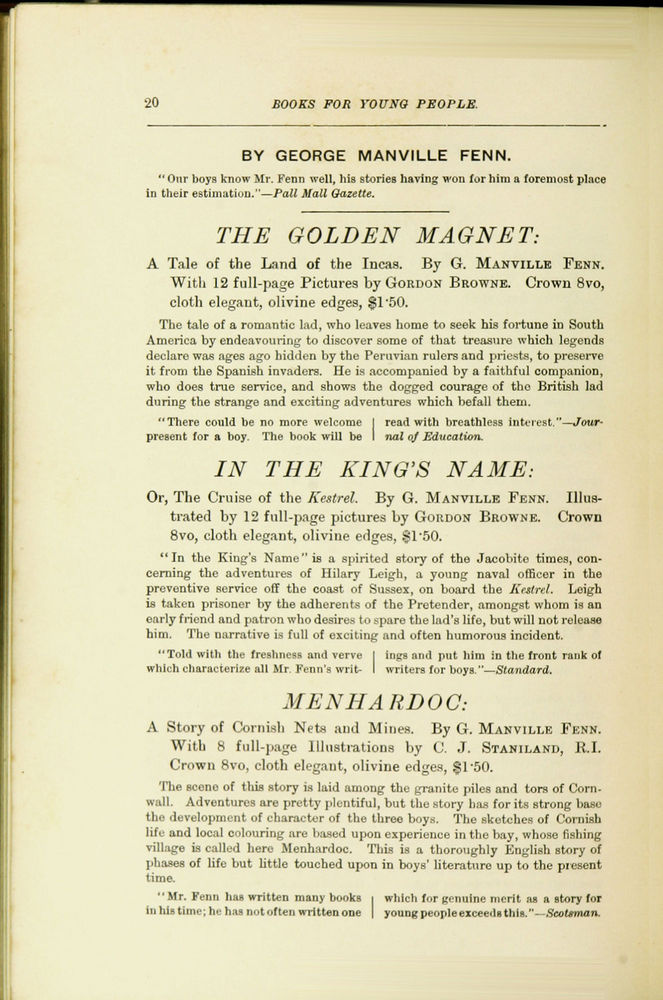 20 BOOKS FOR YOUNG PEOPLE.
BY GEORGE MANVILLE FENN.
"Our boys know Mr. Fenn well, his stories having won for him a foremost place
in their estimation."—Pall Mall Gazette.
THE GOLDEN MAGNET:
A Tale of the Land of the Incas. By G. MANVILLE FENN.
With 12 full-page Pictures by GORDON BROWNE. Crown 8vo,
cloth elegant, olivine edges, $1·50.
The tale of a romantic lad, who leaves home to seek his fortune in South
America by endeavouring to discover some of that treasure which legends
declare was ages ago hidden by the Peruvian rulers and priests, to preserve
it from the Spanish invaders. He is accompanied by a faithful companion,
who does true service, and shows the dogged courage of the British lad
during the strange and exciting adventures which befall them.
"There could be no more welcome
present for a boy. The book will be
read with breathless interest."—Jour-
nal of Education.
IN THE KING'S NAME:
Or, The Cruise of the Kestrel. By G. MANVILLE FENN. Illus-
trated by 12 full-page pictures by GORDON BROWNE. Crown
8vo, cloth elegant, olivine edges, $1·50.
"In the King's Name" is a spirited story of the Jacobite times, con-
cerning the adventures of Hilary Leigh, a young naval officer in the
preventive service off the coast of Sussex, on board the Kestrel. Leigh
is taken prisoner by the adherents of the Pretender, amongst whom is an
early friend and patron who desires to spare the lad's life, but will not release
him. The narrative is full of exciting and often humorous incident.
"Told with the freshness and verve
which characterize all Mr. Fenn's writ-
ings and put him in the front rank of
writers for boys."—Standard.
MENHARDOC:
A Story of Cornish Nets and Mines. By G. MANVILLE FENN.
With 8 full-page Illustrations by C. J. STANILAND, R.I.
Crown 8vo, cloth elegant, olivine edges, $1·50.
The scene of this story is laid among the granite piles and tors of Corn-
wall. Adventures are pretty plentiful, but the story has for its strong base
the development of character of the three boys. The sketches of Cornish
life and local colouring are based upon experience in the bay, whose fishing
village is called here Menhardoc. This is a thoroughly English story of
phases of life but little touched upon in boys' literature up to the present
time.
"Mr. Fenn has written many books
in his time; he has not often written one
which for genuine merit as a story for
young people exceeds this."—Scotsman.